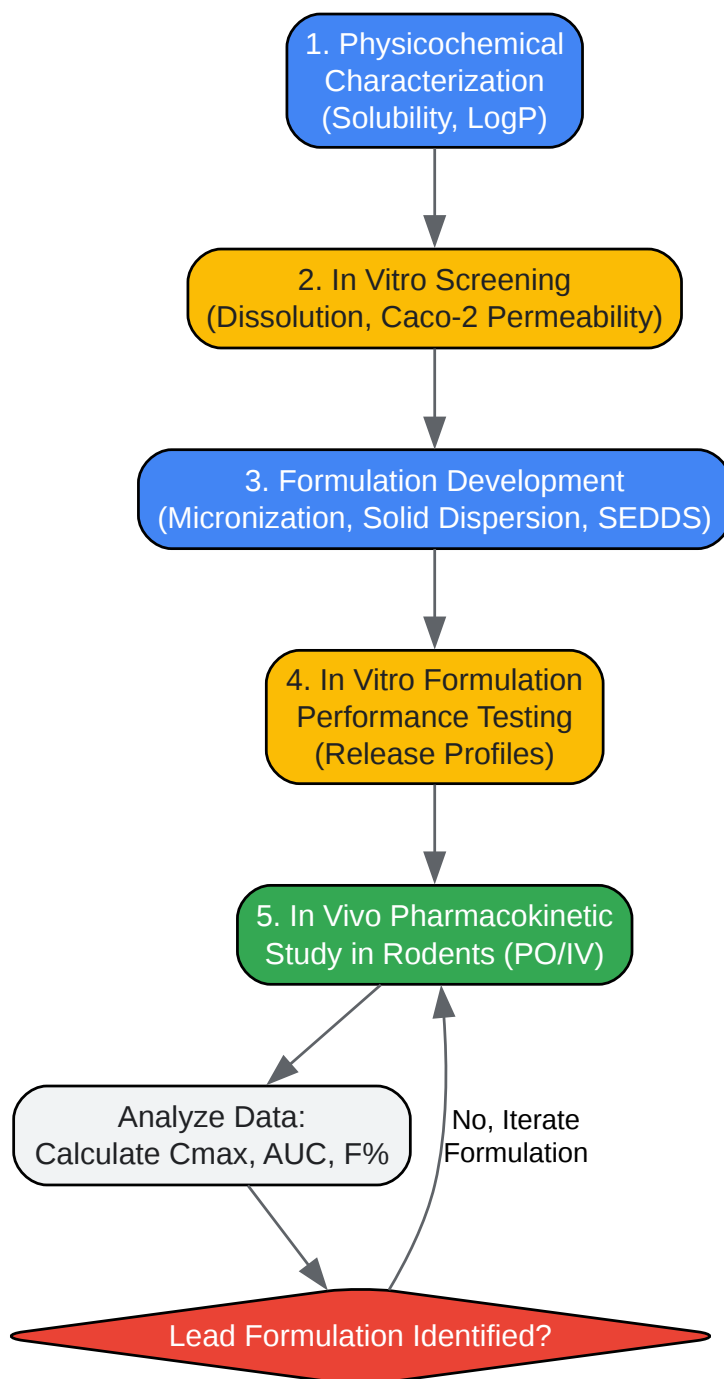 1. Physicochemical
Characterization
(Solubility, LogP)
2. In Vitro Screening
(Dissolution, Caco-2 Permeability)
3. Formulation Development
(Micronization, Solid Dispersion, SEDDS)
4. In Vitro Formulation
Performance Testing
(Release Profiles)
5. In Vivo Pharmacokinetic
Study in Rodents (PO/IV)
Analyze Data:
Calculate Cmax, AUC, F%
No, Iterate
Formulation
Lead Formulation Identified?